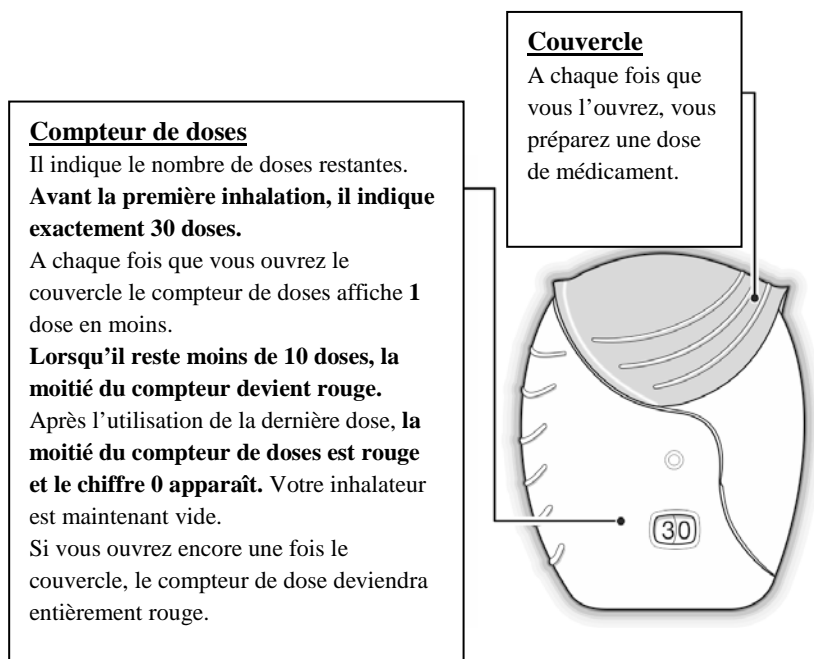 Couvercle
A chaque fois que
vous l’ouvrez, vous
préparez une dose
de médicament.
Compteur de doses
Il indique le nombre de doses restantes.
Avant la première inhalation, il indique
exactement 30 doses.
A chaque fois que vous ouvrez le
couvercle le compteur de doses affiche 1
dose en moins.
Lorsqu’il reste moins de 10 doses, la
moitié du compteur devient rouge.
Après l’utilisation de la dernière dose, la
moitié du compteur de doses est rouge
et le chiffre 0 apparaît. Votre inhalateur
est maintenant vide.
Si vous ouvrez encore une fois le
couvercle, le compteur de dose deviendra
entièrement rouge.
30